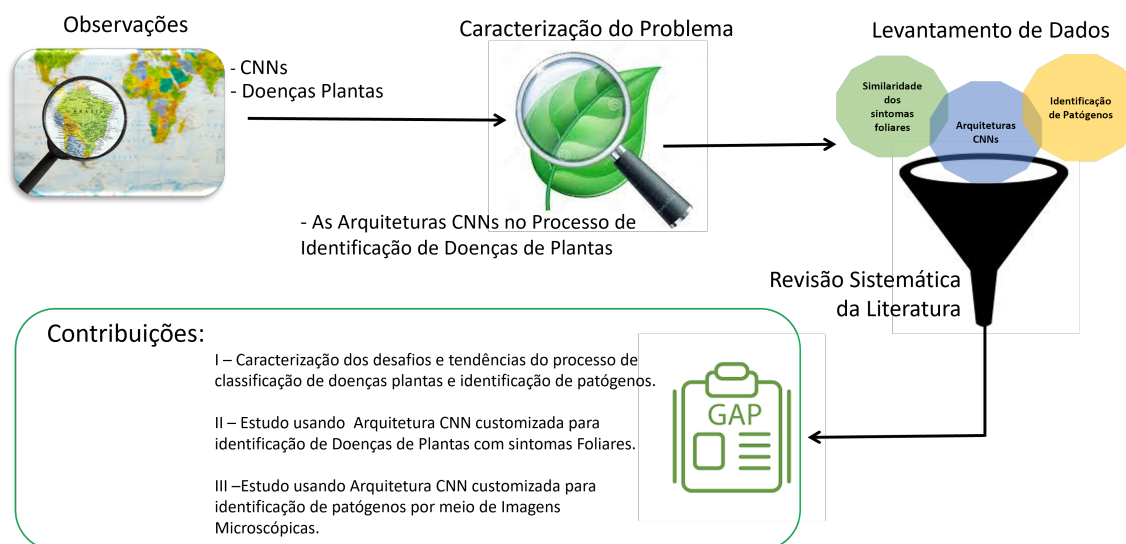 Observações
- CNNs
- Doenças Plantas
Caracterização do Problema
- As Arquiteturas CNNs no Processo de
Identificação de Doenças de Plantas
Levantamento de Dados
Similaridade
dos
sintomas
foliares
Arquiteturas
CNNs
Identificação
de Patógenos
Revisão Sistemática
da Literatura
GAP
Contribuições:
I – Caracterização dos desafios e tendências do processo de
classificação de doenças plantas e identificação de patógenos.
II – Estudo usando  Arquitetura CNN customizada para
identificação de Doenças de Plantas com sintomas Foliares.
III –Estudo usando Arquitetura CNN customizada para
identificação de patógenos por meio de Imagens
Microscópicas.